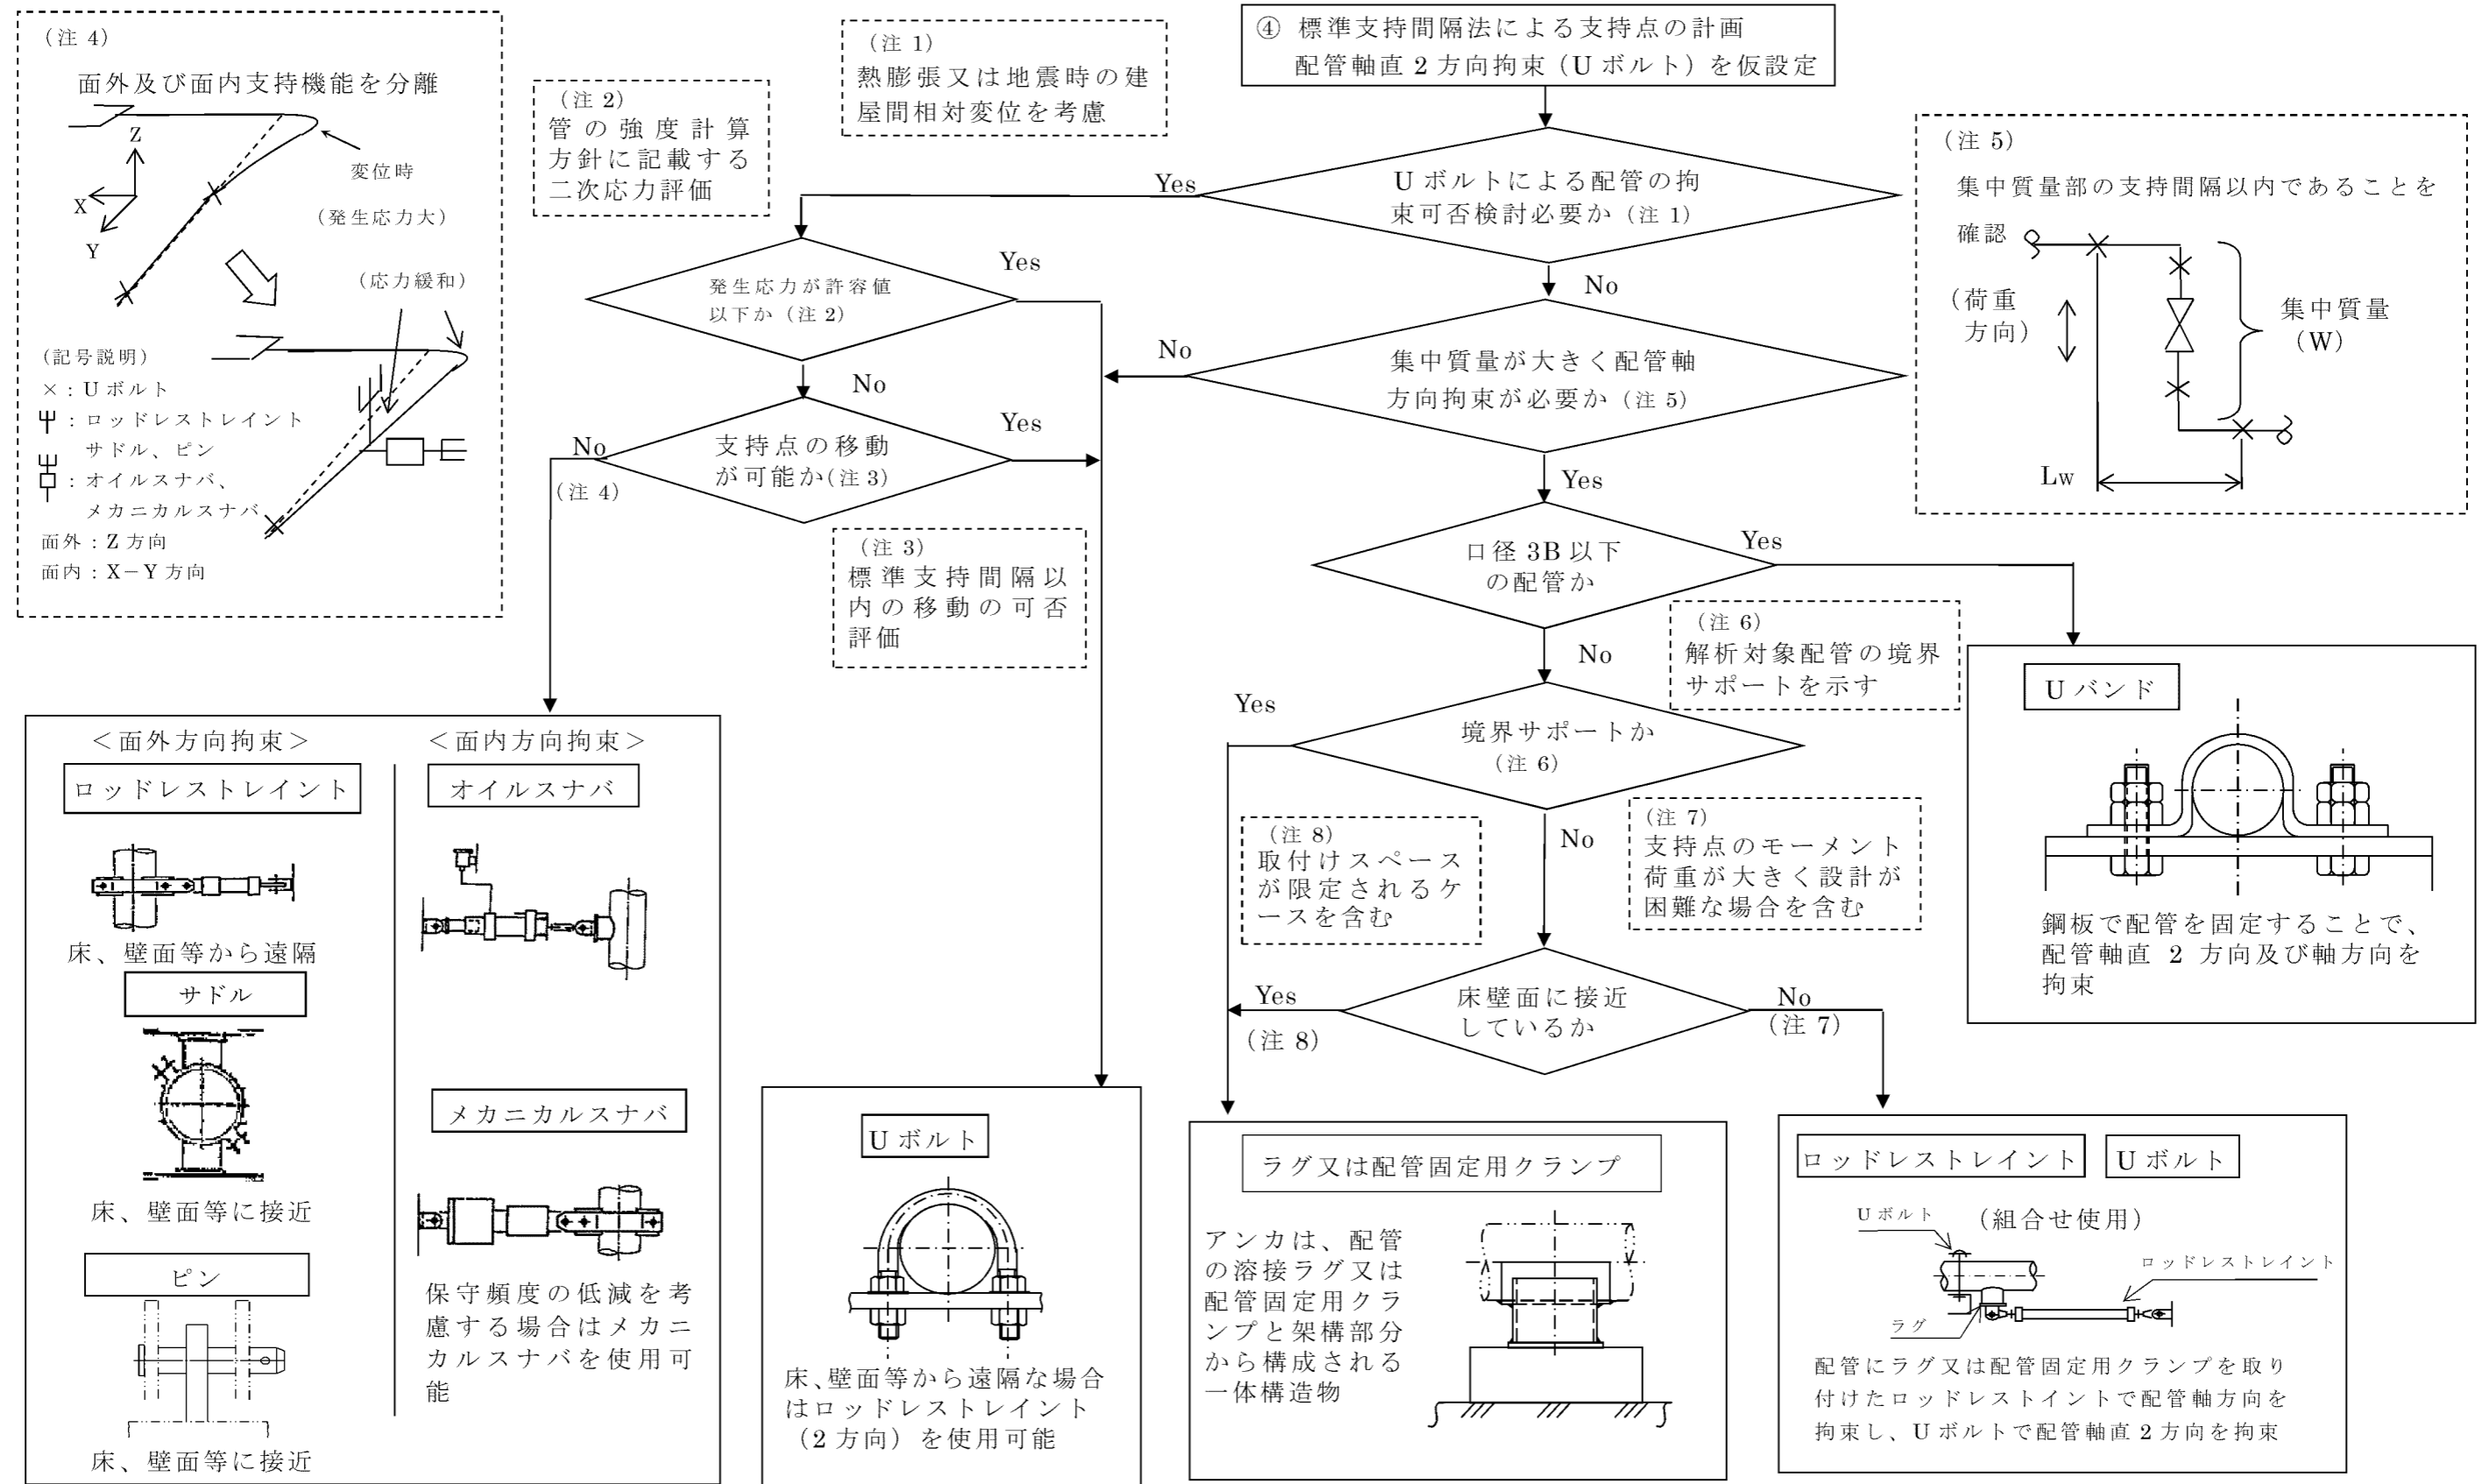 ④ 標準支持間隔法による支持点の計画
配管軸直 2 方向拘束（U ボルト）を仮設定
（注 4）
面外及び面内支持機能を分離
Z
X
Y
変位時
（発生応力大）
（応力緩和）
（記号説明）
×：U ボルト
：ロッドレストレイント
サドル、ピン
：オイルスナバ、
メカニカルスナバ
面外：Z 方向
面内：X－Y 方向
（注 2）
管の強度計算
方針に記載する
二次応力評価
（注 1）
熱膨張又は地震時の建
屋間相対変位を考慮
U ボルトによる配管の拘
束可否検討必要か（注 1）
Yes
No
発生応力が許容値
以下か（注 2）
Yes
No
支持点の移動
が可能か(注 3)
Yes
No
（注 4）
（注 3）
標準支持間隔以
内の移動の可否
評価
集中質量が大きく配管軸
方向拘束が必要か（注 5）
No
Yes
（注 5）
集中質量部の支持間隔以内であることを
確認
（荷重
方向）
集中質量
（W）
Lw
口径 3B 以下
の配管か
Yes
No
（注 6）
解析対象配管の境界
サポートを示す
境界サポートか
（注 6）
Yes
No
（注 8）
取付けスペース
が限定されるケ
ースを含む
（注 7）
支持点のモーメント
荷重が大きく設計が
困難な場合を含む
床壁面に接近
しているか
Yes
（注 8）
No
（注 7）
U バンド
鋼板で配管を固定することで、
配管軸直 2 方向及び軸方向を
拘束
＜面外方向拘束＞
ロッドレストレイント
床、壁面等から遠隔
サドル
床、壁面等に接近
ピン
床、壁面等に接近
＜面内方向拘束＞
オイルスナバ
メカニカルスナバ
保守頻度の低減を考
慮する場合はメカニ
カルスナバを使用可
能
U ボルト
床、壁面等から遠隔な場合
はロッドレストレイント
（2 方向）を使用可能
ラグ又は配管固定用クランプ
アンカは、配管
の溶接ラグ又は
配管固定用クラ
ンプと架構部分
から構成される
一体構造物
ロッドレストレイント
U ボルト
U ボルト
（組合せ使用）
ロッドレストレイント
ラグ
配管にラグ又は配管固定用クランプを取り
付けたロッドレストイントで配管軸方向を
拘束し、U ボルトで配管軸直 2 方向を拘束